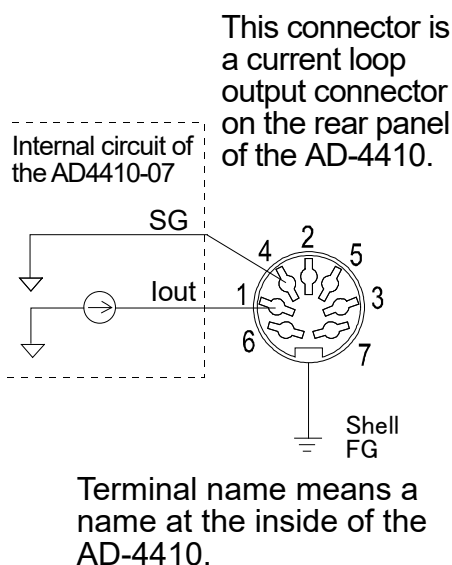 This connector is
a current loop
output connector
on the rear panel
of the AD-4410.
Internal circuit of
the AD4410-07
SG
Iout
4
2
5
1
3
6
7
Shell
FG
Terminal name means a
name at the inside of the
AD-4410.